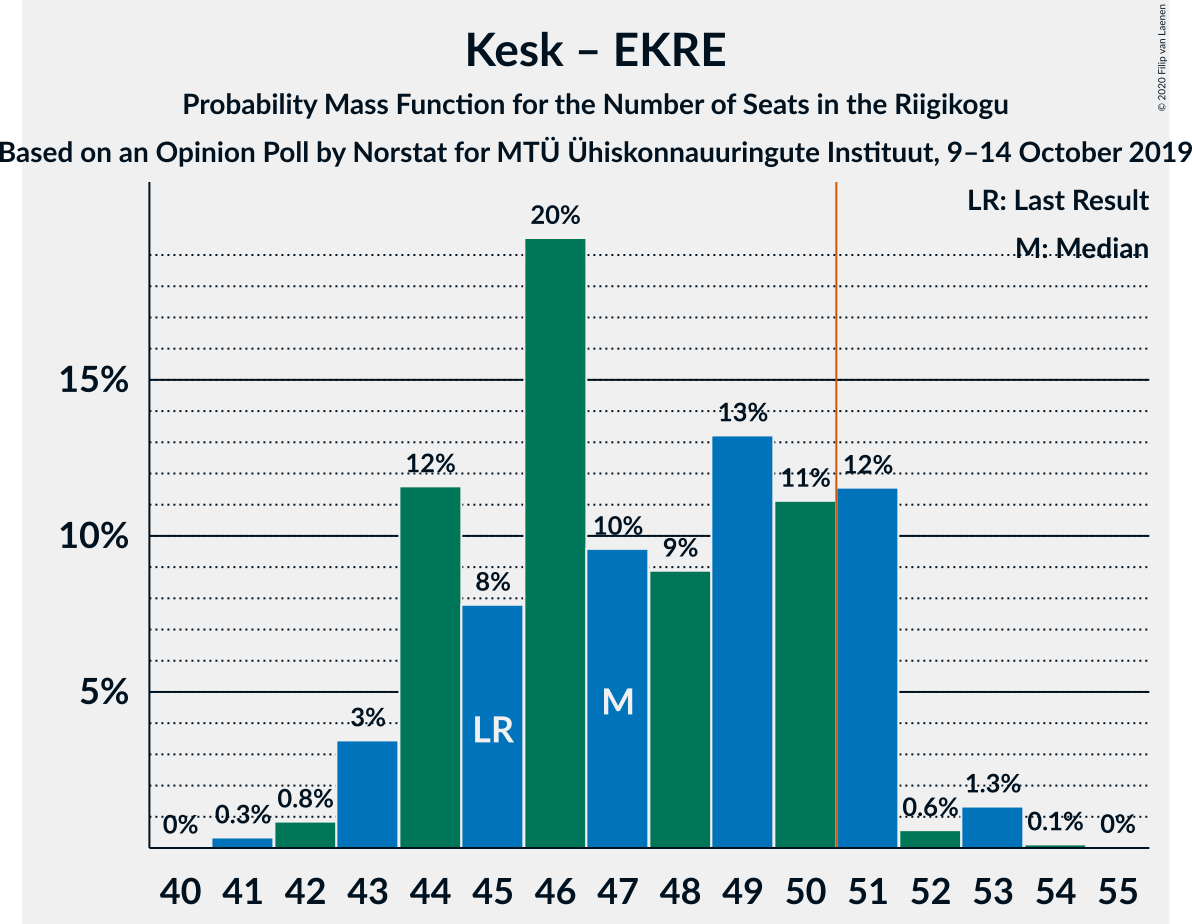 Kesk – EKRE
Probability Mass Function for the Number of Seats in the Riigikogu
Based on an Opinion Poll by Norstat for MTÜ Ühiskonnauuringute Instituut, 9–14 October 2019
© 2020 Filip van Laenen
LR: Last Result
M: Median
15%
10%
5%
0%
0.3%
0.8%
3%
12%
8%
20%
10%
9%
13%
11%
12%
0.6%
1.3%
0.1%
0%
LR
M
40 41 42 43 44 45 46 47 48 49 50 51 52 53 54 55